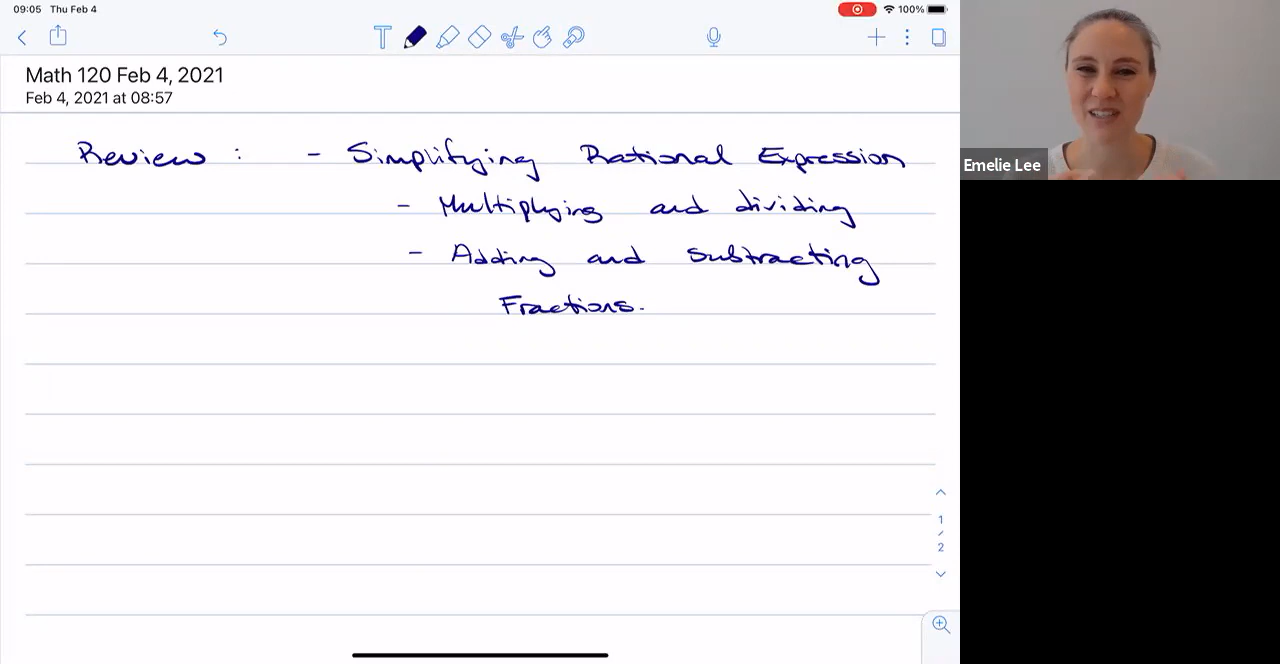 09:05 Thu Feb 4
100%
Math 120 Feb 4, 2021
Feb 4, 2021 at 08:57
Review : - Simplifying Rational Expression
- Multiplying and dividing
- Adding and subtracting
Fractions.
1
/
2
Emelie Lee